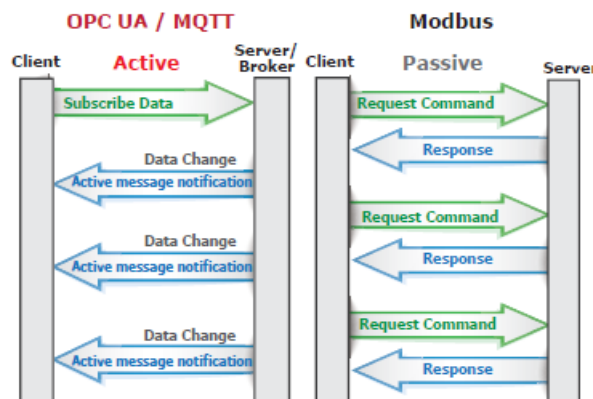 OPC UA / MQTT
Client
Active
Server/
Broker
Subscribe Data
Data Change
Active message notification
Data Change
Active message notification
Data Change
Active message notification
Modbus
Client
Passive
Server
Request Command
Response
Request Command
Response
Request Command
Response